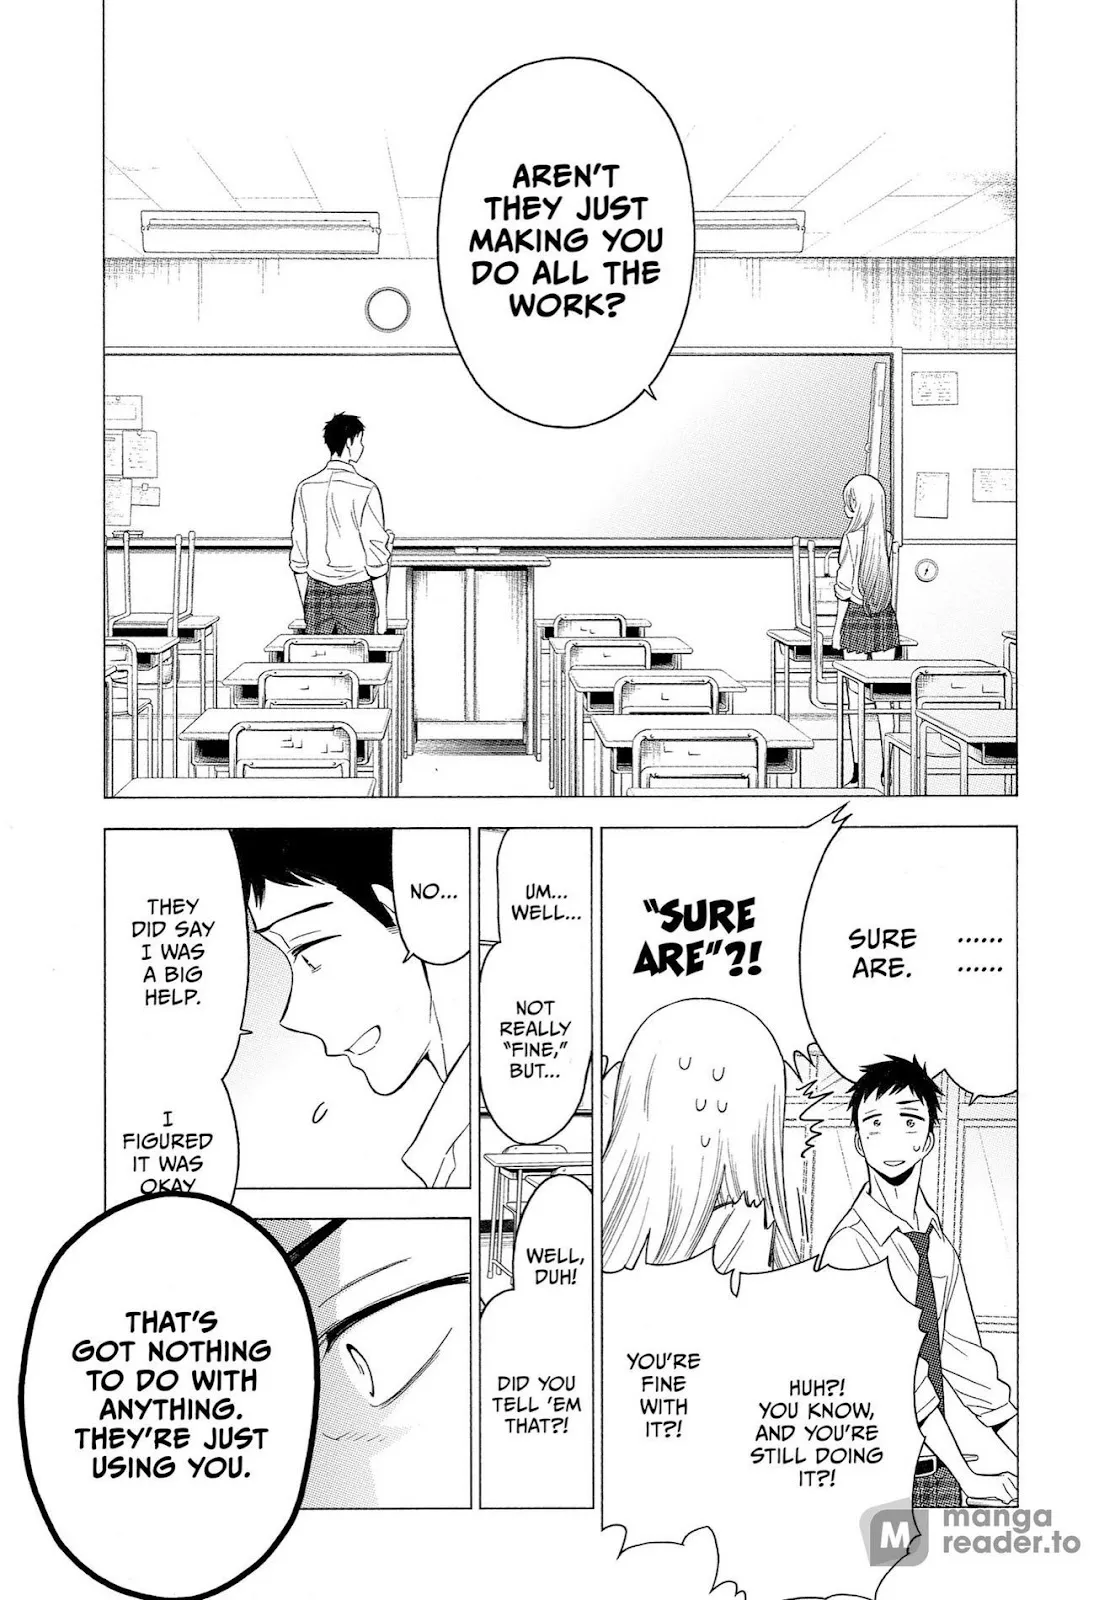 AREN'T
THEY JUST
MAKING YOU
DO ALL THE
WORK?
......
......
SURE
ARE.
"SURE
ARE"?!
HUH?!
YOU KNOW,
AND YOU'RE
STILL DOING
IT?!
YOU'RE
FINE
WITH
IT?!
UM...
WELL...
NOT
REALLY
"FINE,"
BUT...
WELL,
DUH!
DID YOU
TELL 'EM
THAT?!
NO...
THEY
DID SAY
I WAS
A BIG
HELP.
I
FIGURED
IT WAS
OKAY
THAT'S
GOT NOTHING
TO DO WITH
ANYTHING.
THEY'RE JUST
USING YOU.
M manga
reader.to